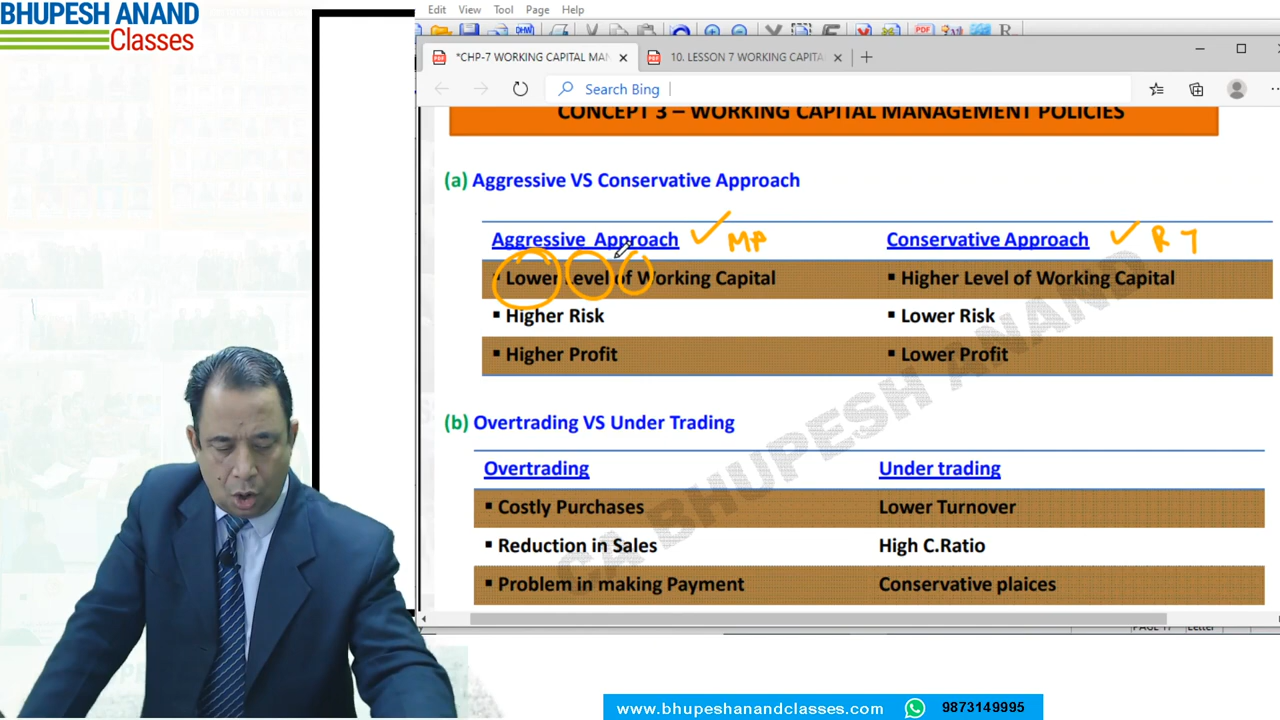 BHUPESH ANAND
Classes
Edit View Tool Page Help
*CHP-7 WORKING CAPITAL MAN
10. LESSON 7 WORKING CAPITA
Search Bing
CONCEPT 3 – WORKING CAPITAL MANAGEMENT POLICIES
(a) Aggressive VS Conservative Approach
Aggressive Approach MP
Conservative Approach R T
▪ Lower Level of Working Capital
▪ Higher Level of Working Capital
▪ Higher Risk
▪ Lower Risk
▪ Higher Profit
▪ Lower Profit
(b) Overtrading VS Under Trading
Overtrading
Under trading
▪ Costly Purchases
Lower Turnover
▪ Reduction in Sales
High C.Ratio
▪ Problem in making Payment
Conservative plaices
CA BHUPESH ANAND
www.bhupeshanandclasses.com 9873149995